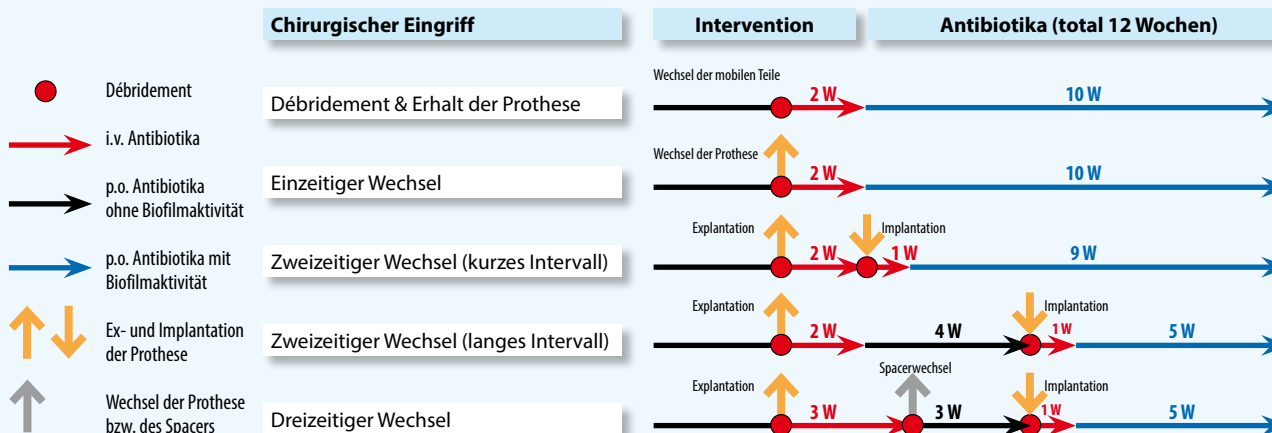 Chirurgischer Eingriff
Intervention
Antibiotika (total 12 Wochen)
Débridement
i.v. Antibiotika
p.o. Antibiotika
ohne Biofilmaktivität
p.o. Antibiotika mit
Biofilmaktivität
Ex- und Implantation
der Prothese
Wechsel der Prothese
bzw. des Spacers
Débridement & Erhalt der Prothese
Wechsel der mobilen Teile
2 W
10 W
Einzeitiger Wechsel
Wechsel der Prothese
2 W
10 W
Zweizeitiger Wechsel (kurzes Intervall)
Explantation
Implantation
2 W
1 W
9 W
Zweizeitiger Wechsel (langes Intervall)
Explantation
Implantation
2 W
4 W
1 W
5 W
Dreizeitiger Wechsel
Explantation
Spacerwechsel
Implantation
3 W
3 W
1 W
5 W